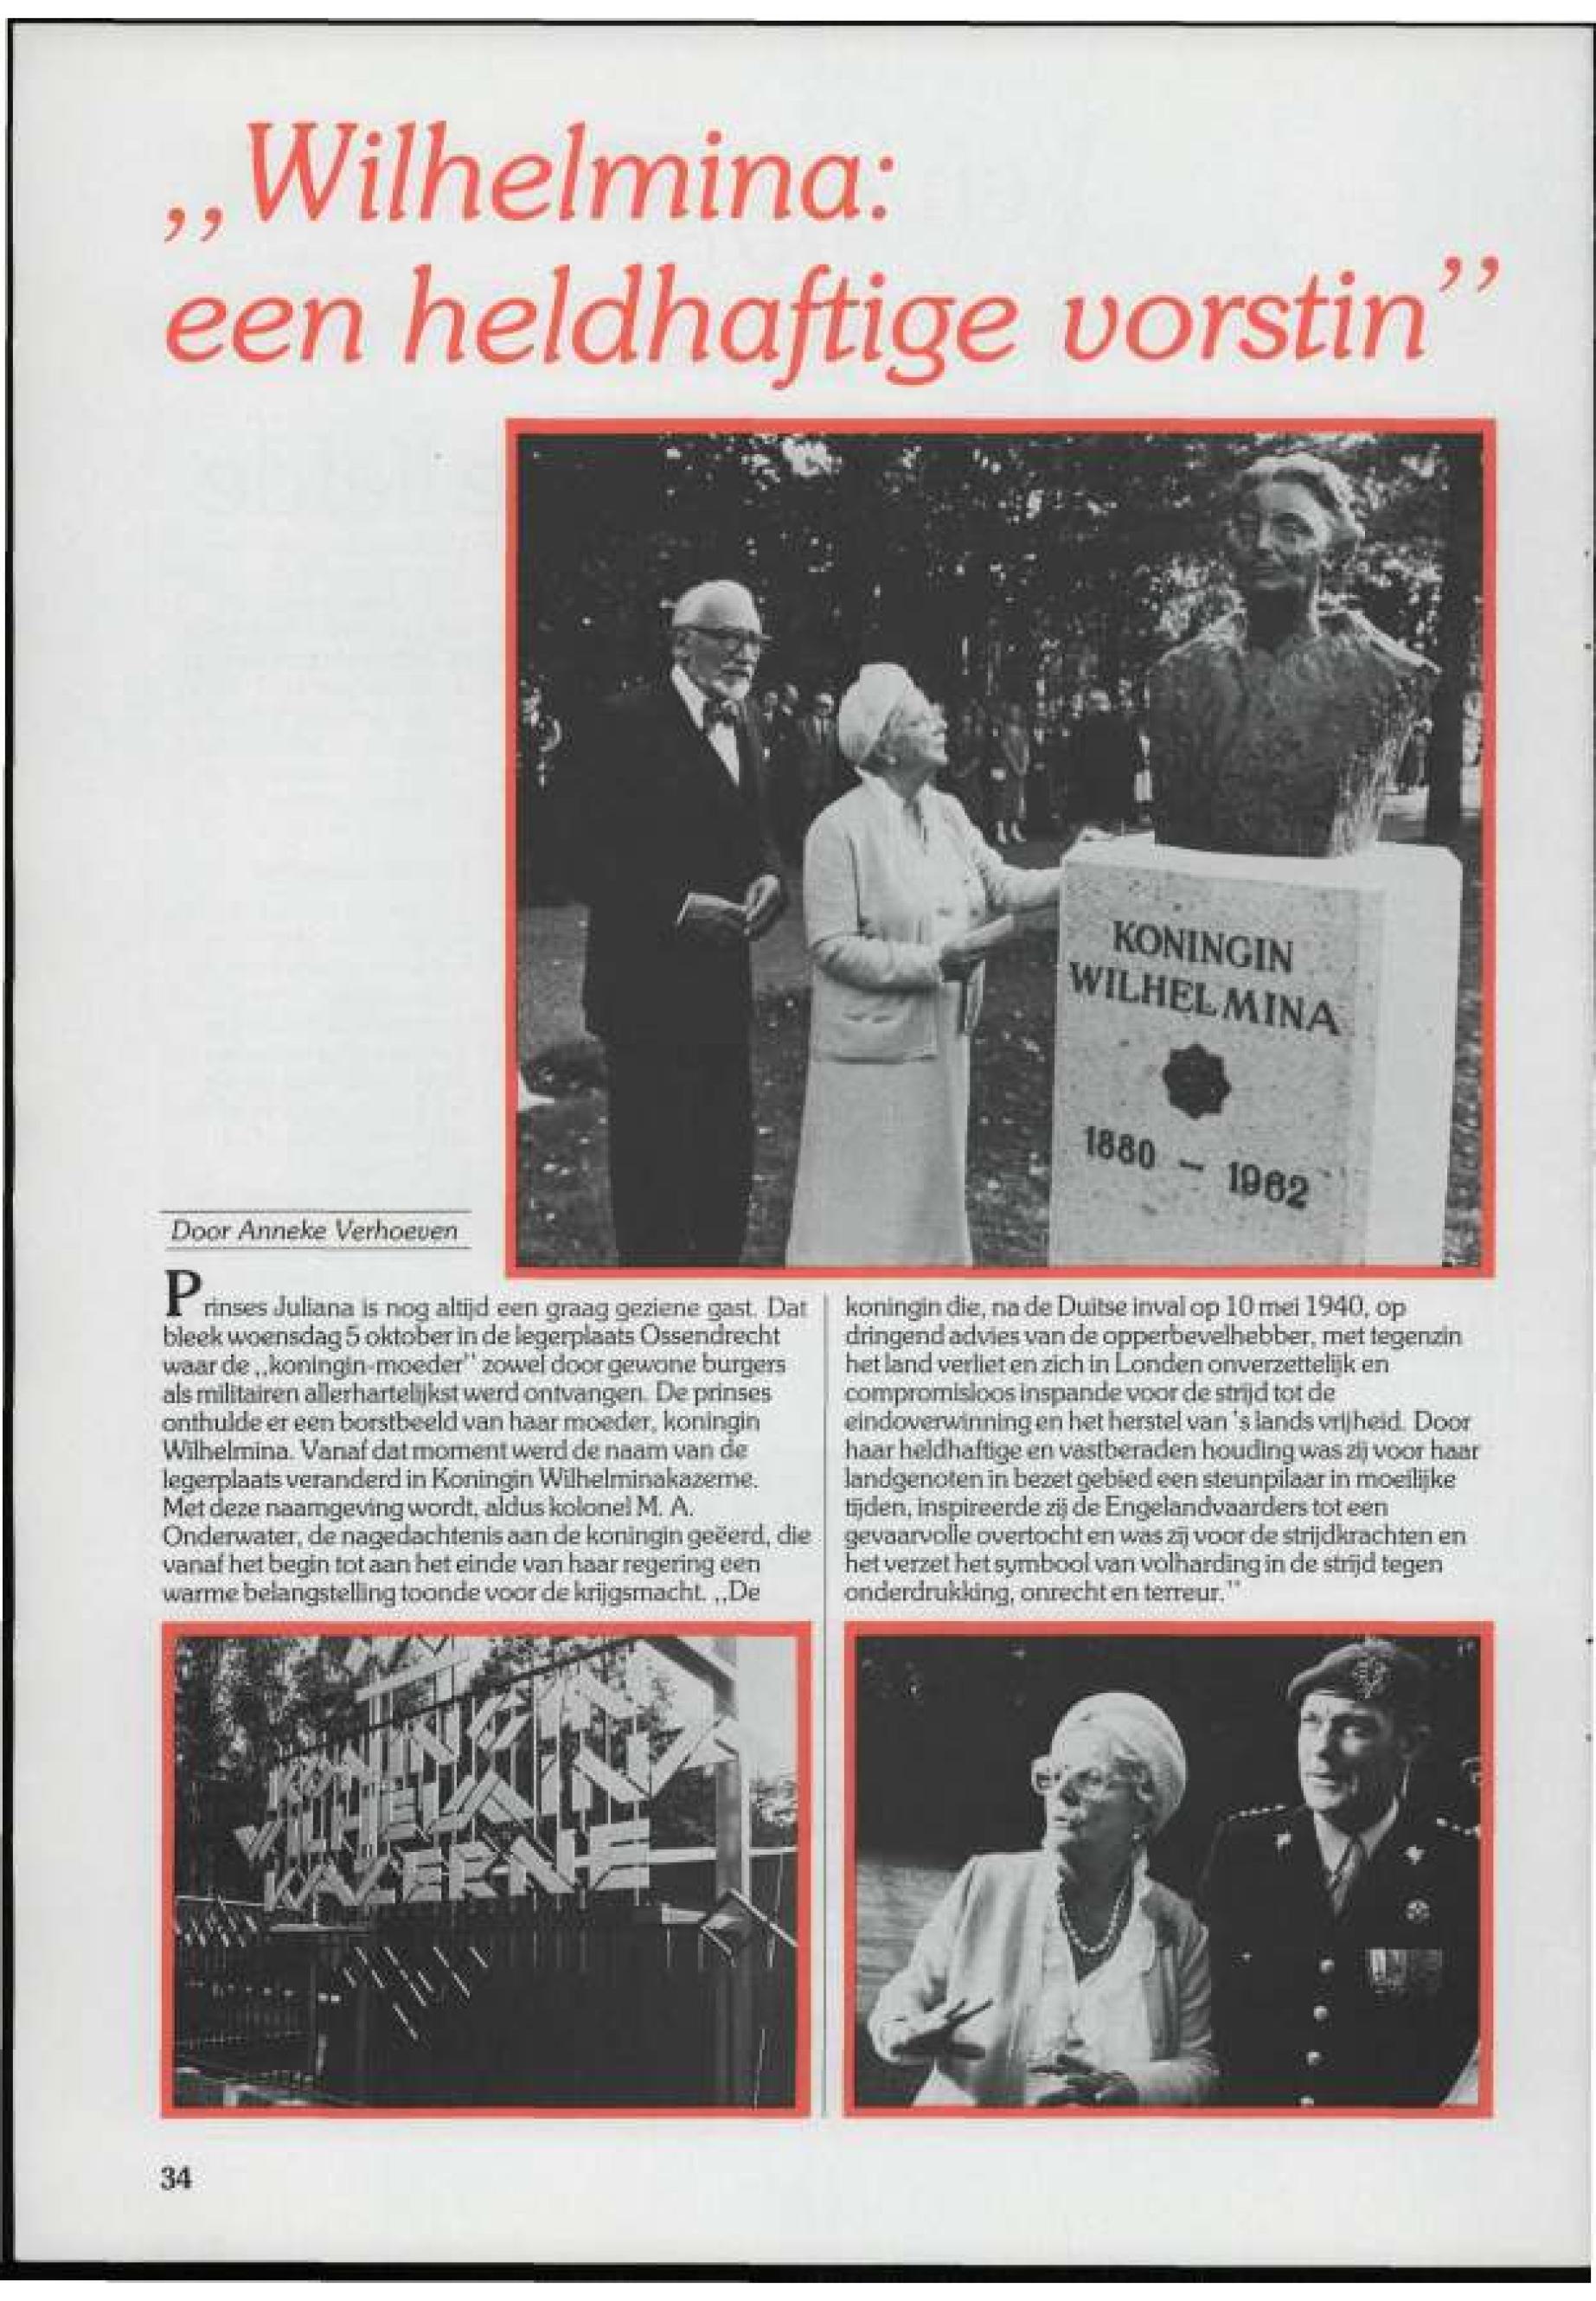 ,,Wilhelmina:
een heldhaftige vorstin’’
KONINGIN
WILHELMINA
1880 – 1962
Door Anneke Verhoeven
Prinses Juliana is nog altijd een graag geziene gast. Dat
bleek woensdag 5 oktober in de legerplaats Ossendrecht
waar de ,,koningin-moeder’’ zowel door gewone burgers
als militairen allerhartelijkst werd ontvangen. De prinses
onthulde er een borstbeeld van haar moeder, koningin
Wilhelmina. Vanaf dat moment werd de naam van de
legerplaats veranderd in Koningin Wilhelminakazerne.
Met deze naamgeving wordt, aldus kolonel M. A.
Onderwater, de nagedachtenis aan de koningin geëerd, die
vanaf het begin tot aan het einde van haar regering een
warme belangstelling toonde voor de krijgsmacht. ,,De
koningin die, na de Duitse inval op 10 mei 1940, op
dringend advies van de opperbevelhebber, met tegenzin
het land verliet en zich in Londen onverzettelijk en
compromisloos inspande voor de strijd tot de
eindoverwinning en het herstel van 's lands vrijheid. Door
haar heldhaftige en vastberaden houding was zij voor haar
landgenoten in bezet gebied een steunpilaar in moeilijke
tijden, inspireerde zij de Engelandvaarders tot een
gevaarvolle overtocht en was zij voor de strijdkrachten en
het verzet het symbool van volharding in de strijd tegen
onderdrukking, onrecht en terreur.’’
KONINGIN
WILHELMINA
KAZERNE
34